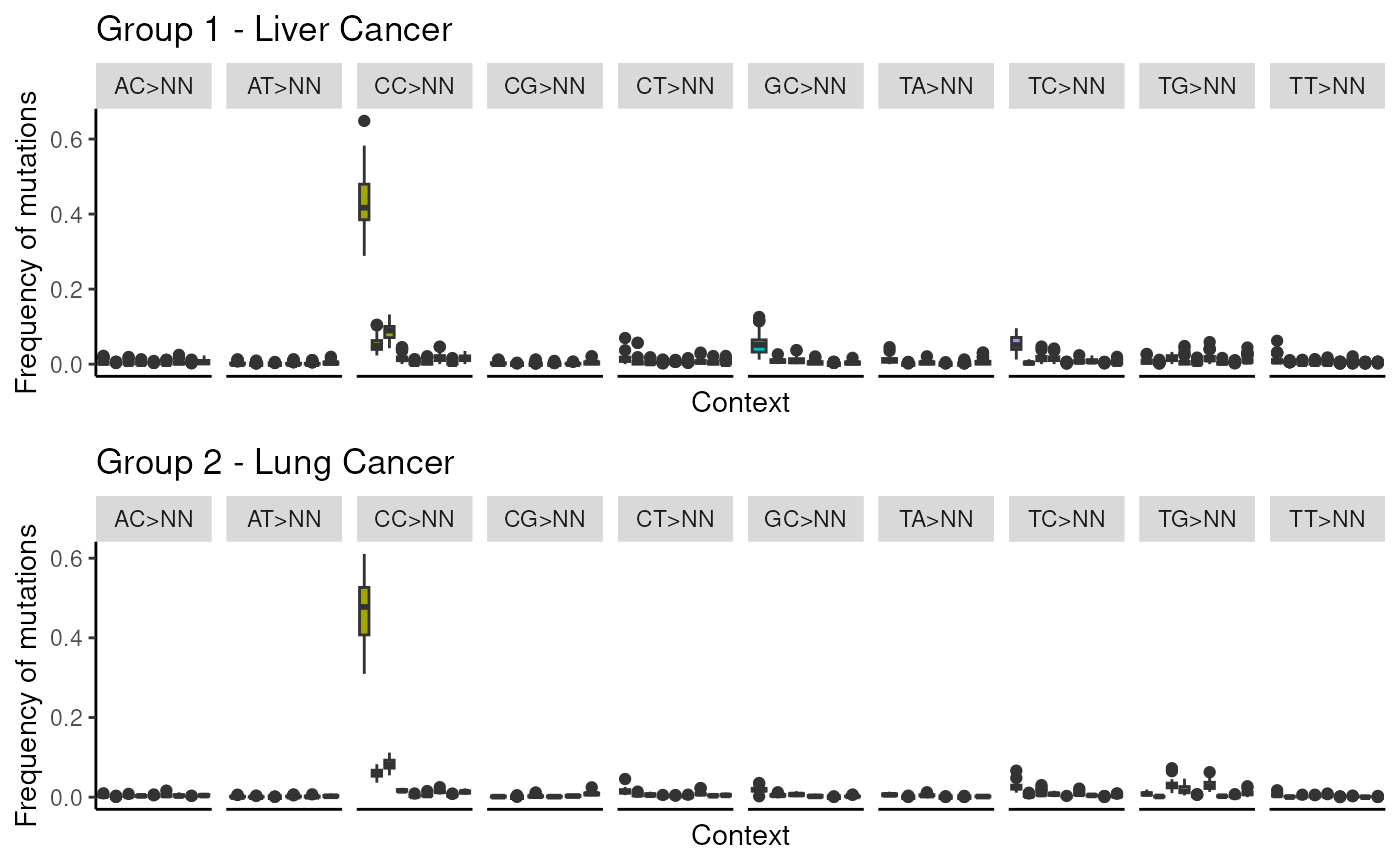 Group 1 - Liver Cancer
AC>NN AT>NN CC>NN CG>NN CT>NN GC>NN TA>NN TC>NN TG>NN TT>NN
Frequency of mutations
0.6
0.4
0.2
0.0
Context
Group 2 - Lung Cancer
AC>NN AT>NN CC>NN CG>NN CT>NN GC>NN TA>NN TC>NN TG>NN TT>NN
Frequency of mutations
0.6
0.4
0.2
0.0
Context